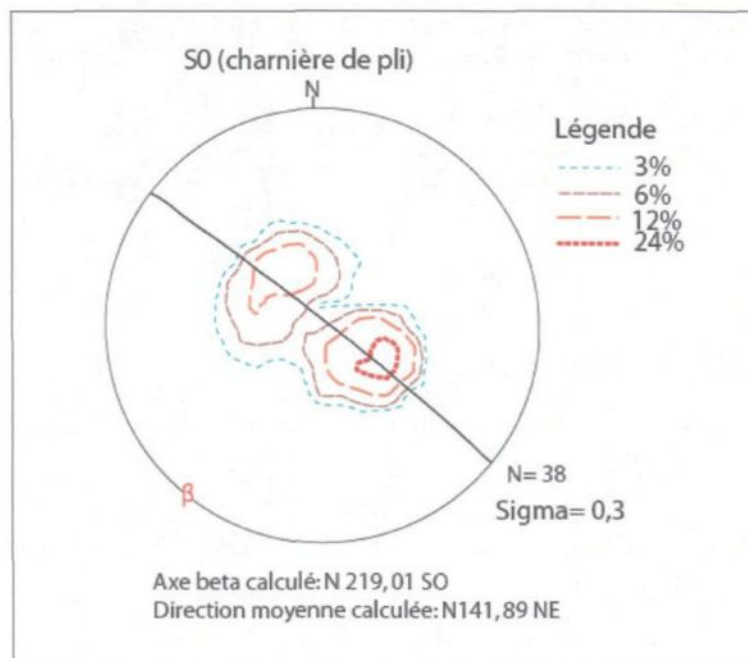 S0 (charnière de pli)
N
Légende
3%
6%
12%
24%
β
N= 38
Sigma= 0,3
Axe beta calculé: N 219, 01 SO
Direction moyenne calculée: N141, 89 NE